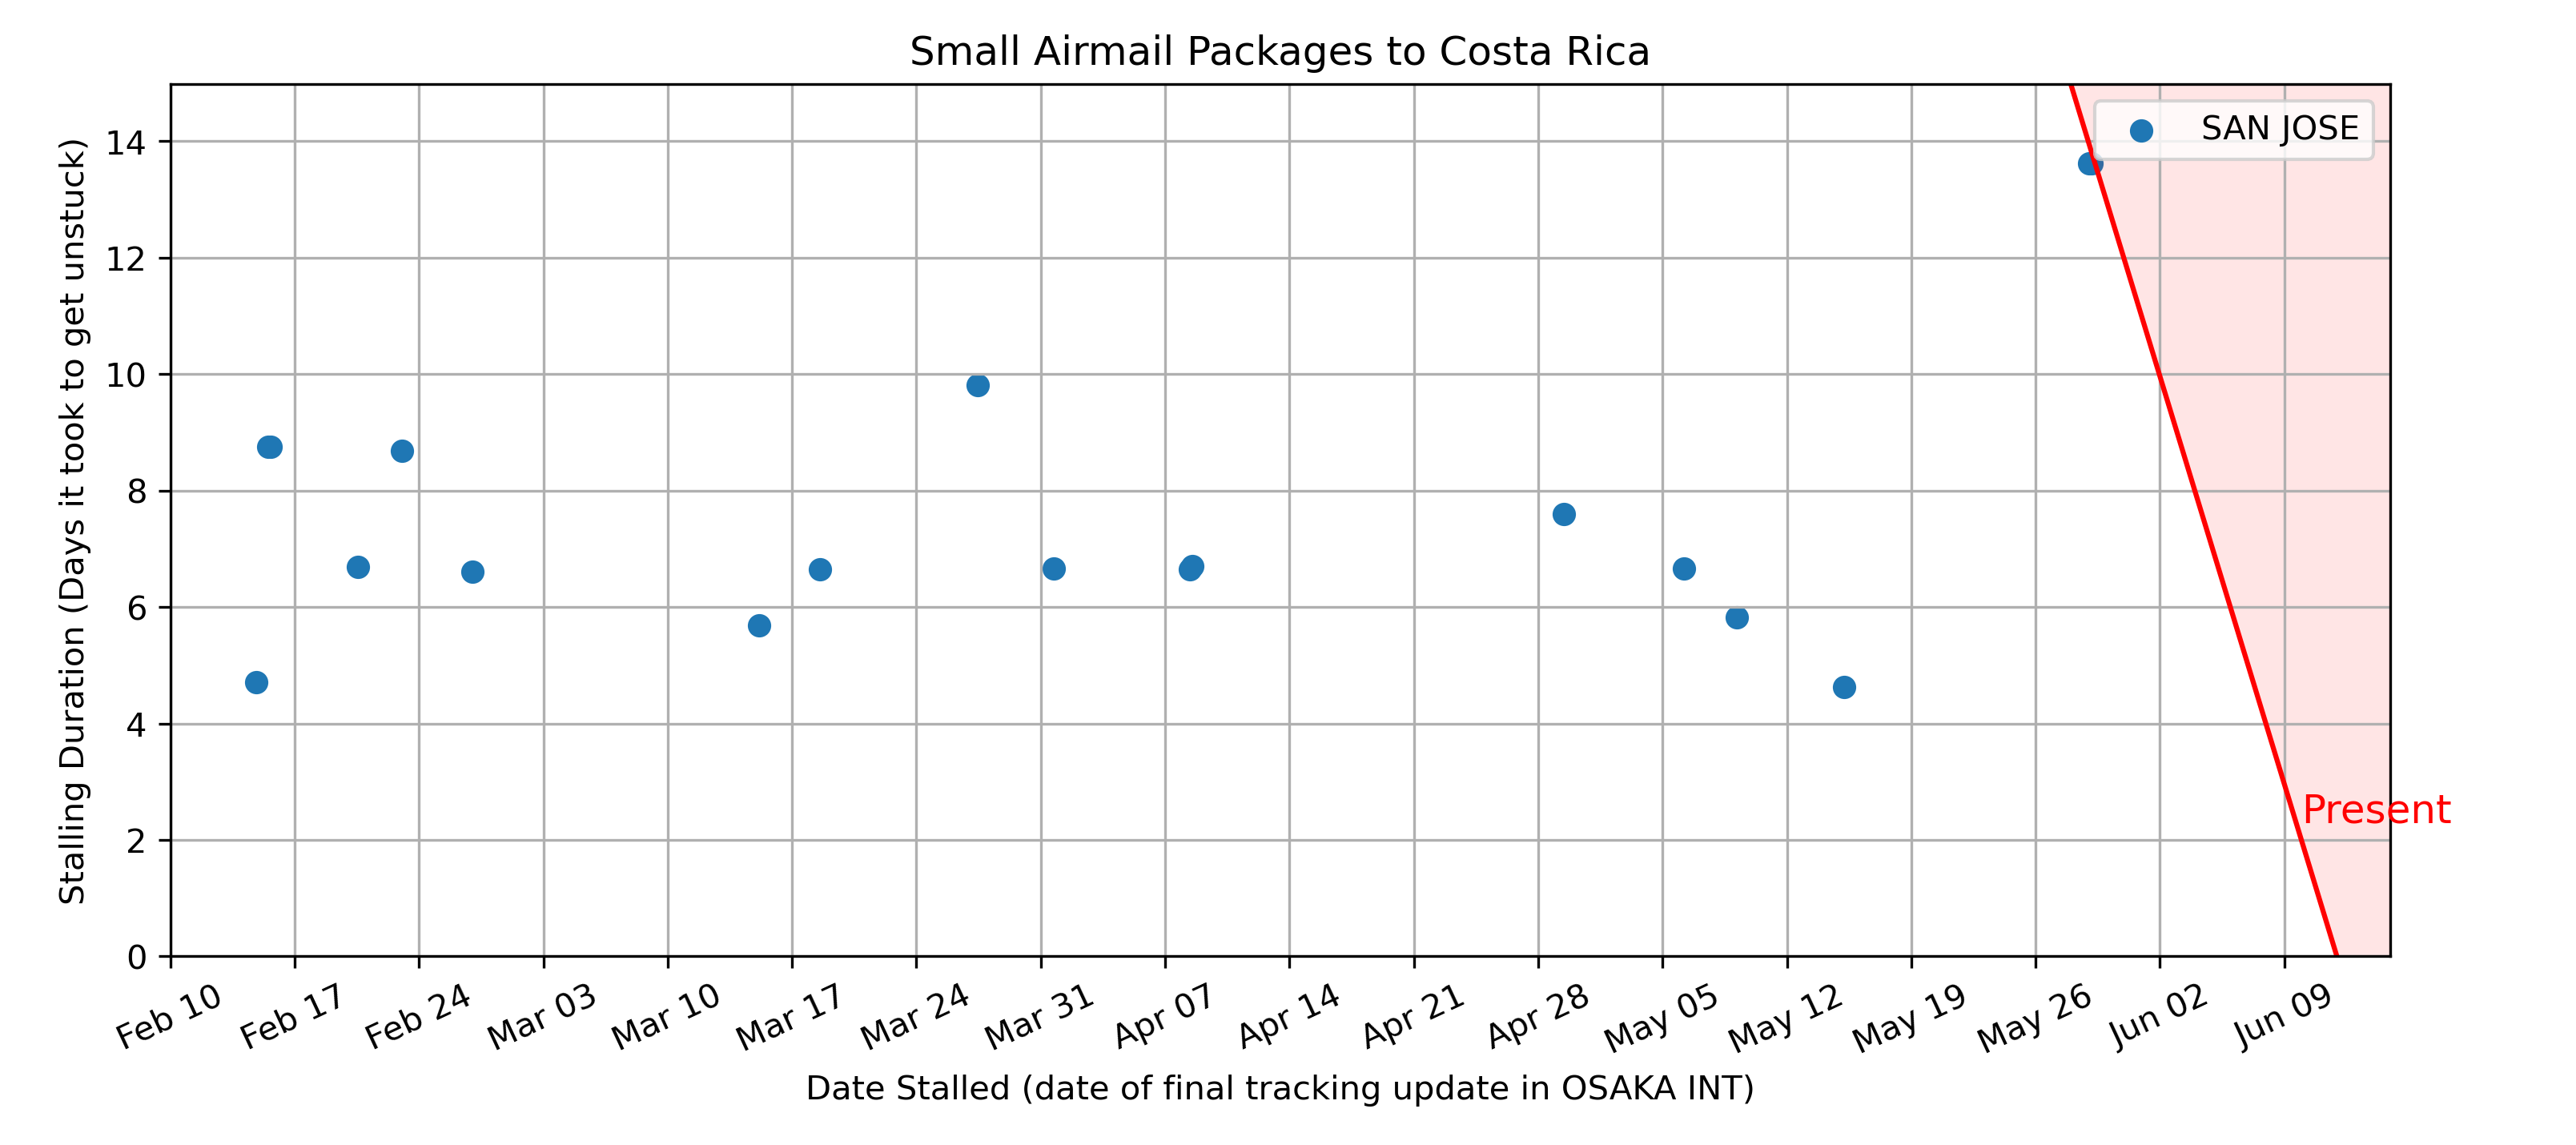 Small Airmail Packages to Costa Rica
SAN JOSE
Stalling Duration (Days it took to get unstuck)
14
12
10
8
6
4
2
0
Present
Feb 10
Feb 17
Feb 24
Mar 03
Mar 10
Mar 17
Mar 24
Mar 31
Apr 07
Apr 14
Apr 21
Apr 28
May 05
May 12
May 19
May 26
Jun 02
Jun 09
Date Stalled (date of final tracking update in OSAKA INT)